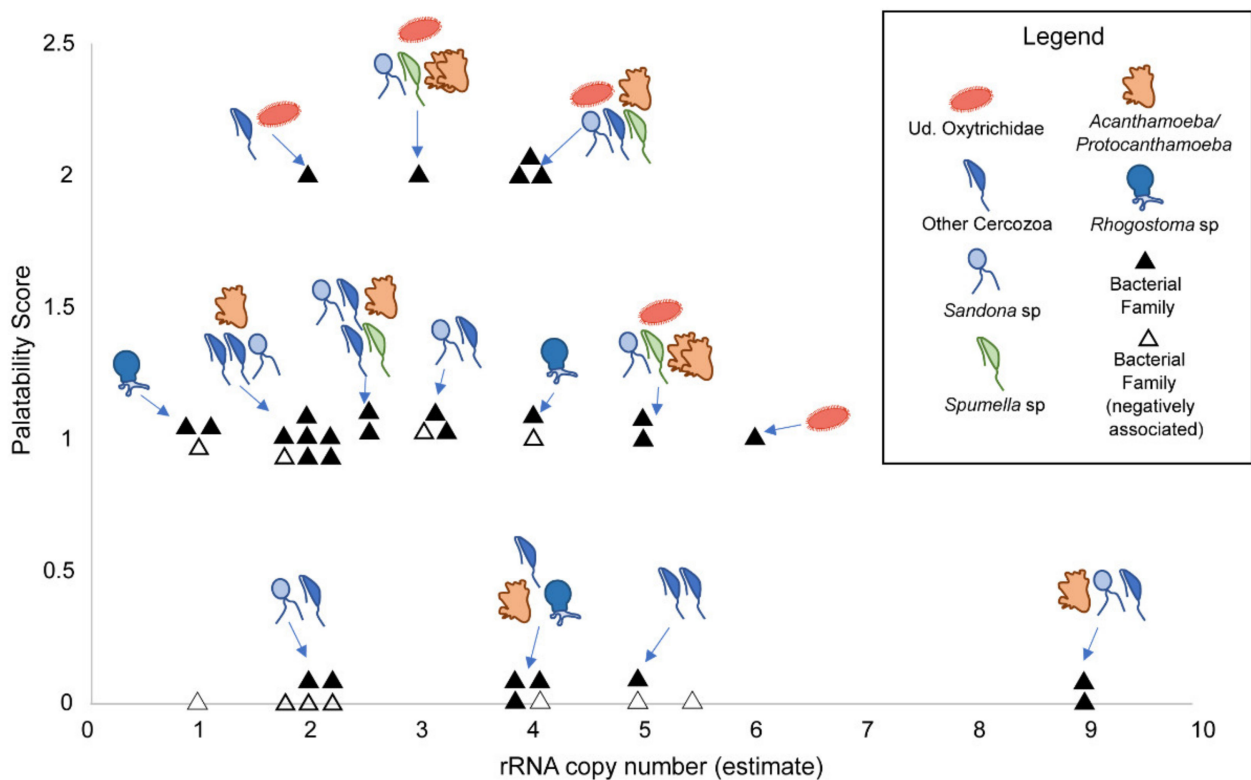 2.5
2
1.5
1
0.5
0
Palatability Score
0 1 2 3 4 5 6 7 8 9 10
rRNA copy number (estimate)
Legend
Ud. Oxytrichidae
Acanthamoeba/
Protocanthamoeba
Other Cercozoa
Rhogostoma sp
Sandona sp
Bacterial
Family
Spumella sp
Bacterial
Family
(negatively
associated)